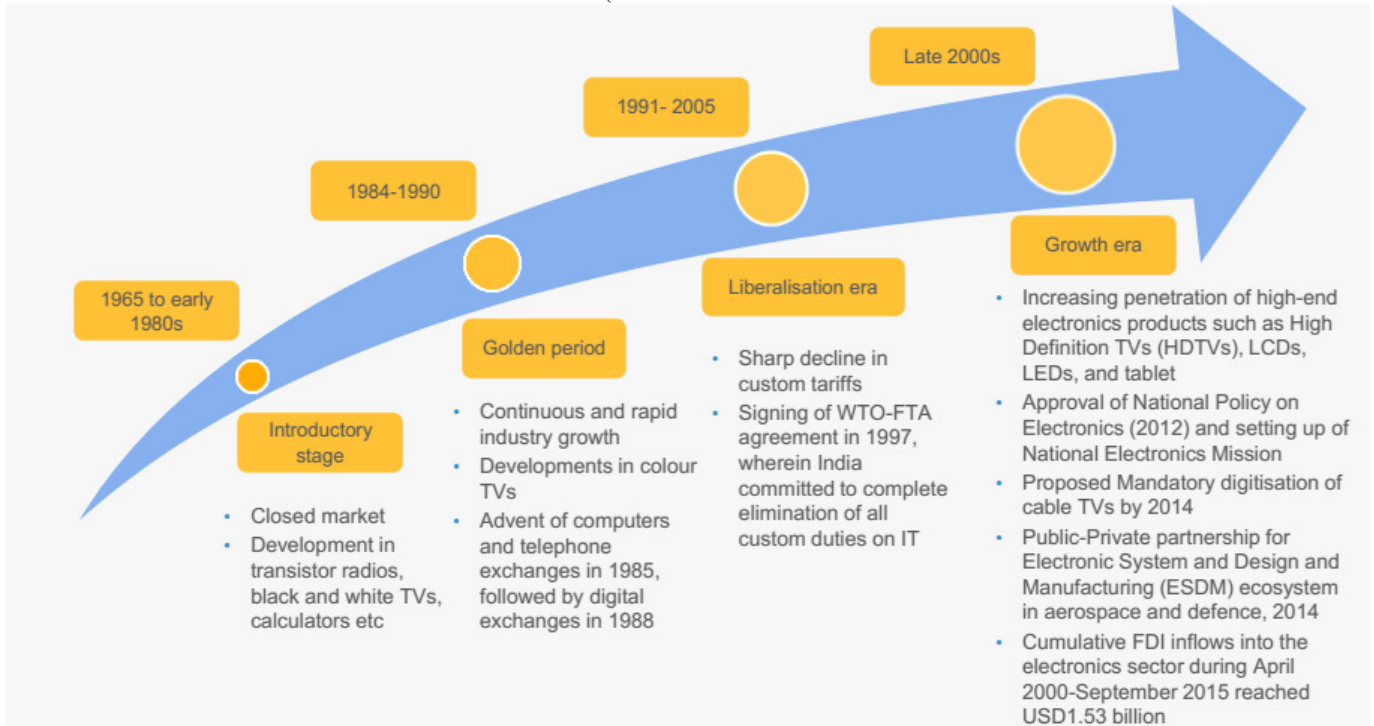 1965 to early
1980s
Introductory
stage
• Closed market
• Development in
transistor radios,
black and white TVs,
calculators etc
1984-1990
Golden period
• Continuous and rapid
industry growth
• Developments in colour
TVs
• Advent of computers
and telephone
exchanges in 1985,
followed by digital
exchanges in 1988
1991- 2005
Liberalisation era
• Sharp decline in
custom tariffs
• Signing of WTO-FTA
agreement in 1997,
wherein India
committed to complete
elimination of all
custom duties on IT
Late 2000s
Growth era
• Increasing penetration of high-end
electronics products such as High
Definition TVs (HDTVs), LCDs,
LEDs, and tablet
• Approval of National Policy on
Electronics (2012) and setting up of
National Electronics Mission
• Proposed Mandatory digitisation of
cable TVs by 2014
• Public-Private partnership for
Electronic System and Design and
Manufacturing (ESDM) ecosystem
in aerospace and defence, 2014
• Cumulative FDI inflows into the
electronics sector during April
2000-September 2015 reached
USD1.53 billion